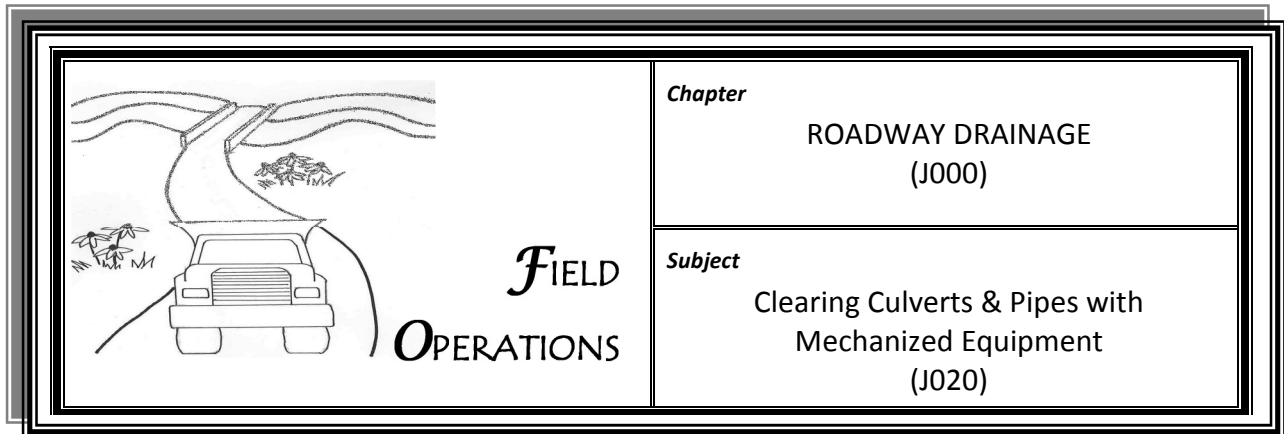 FIELD
OPERATIONS
Chapter
ROADWAY DRAINAGE
(J000)
Subject
Clearing Culverts & Pipes with
Mechanized Equipment
(J020)